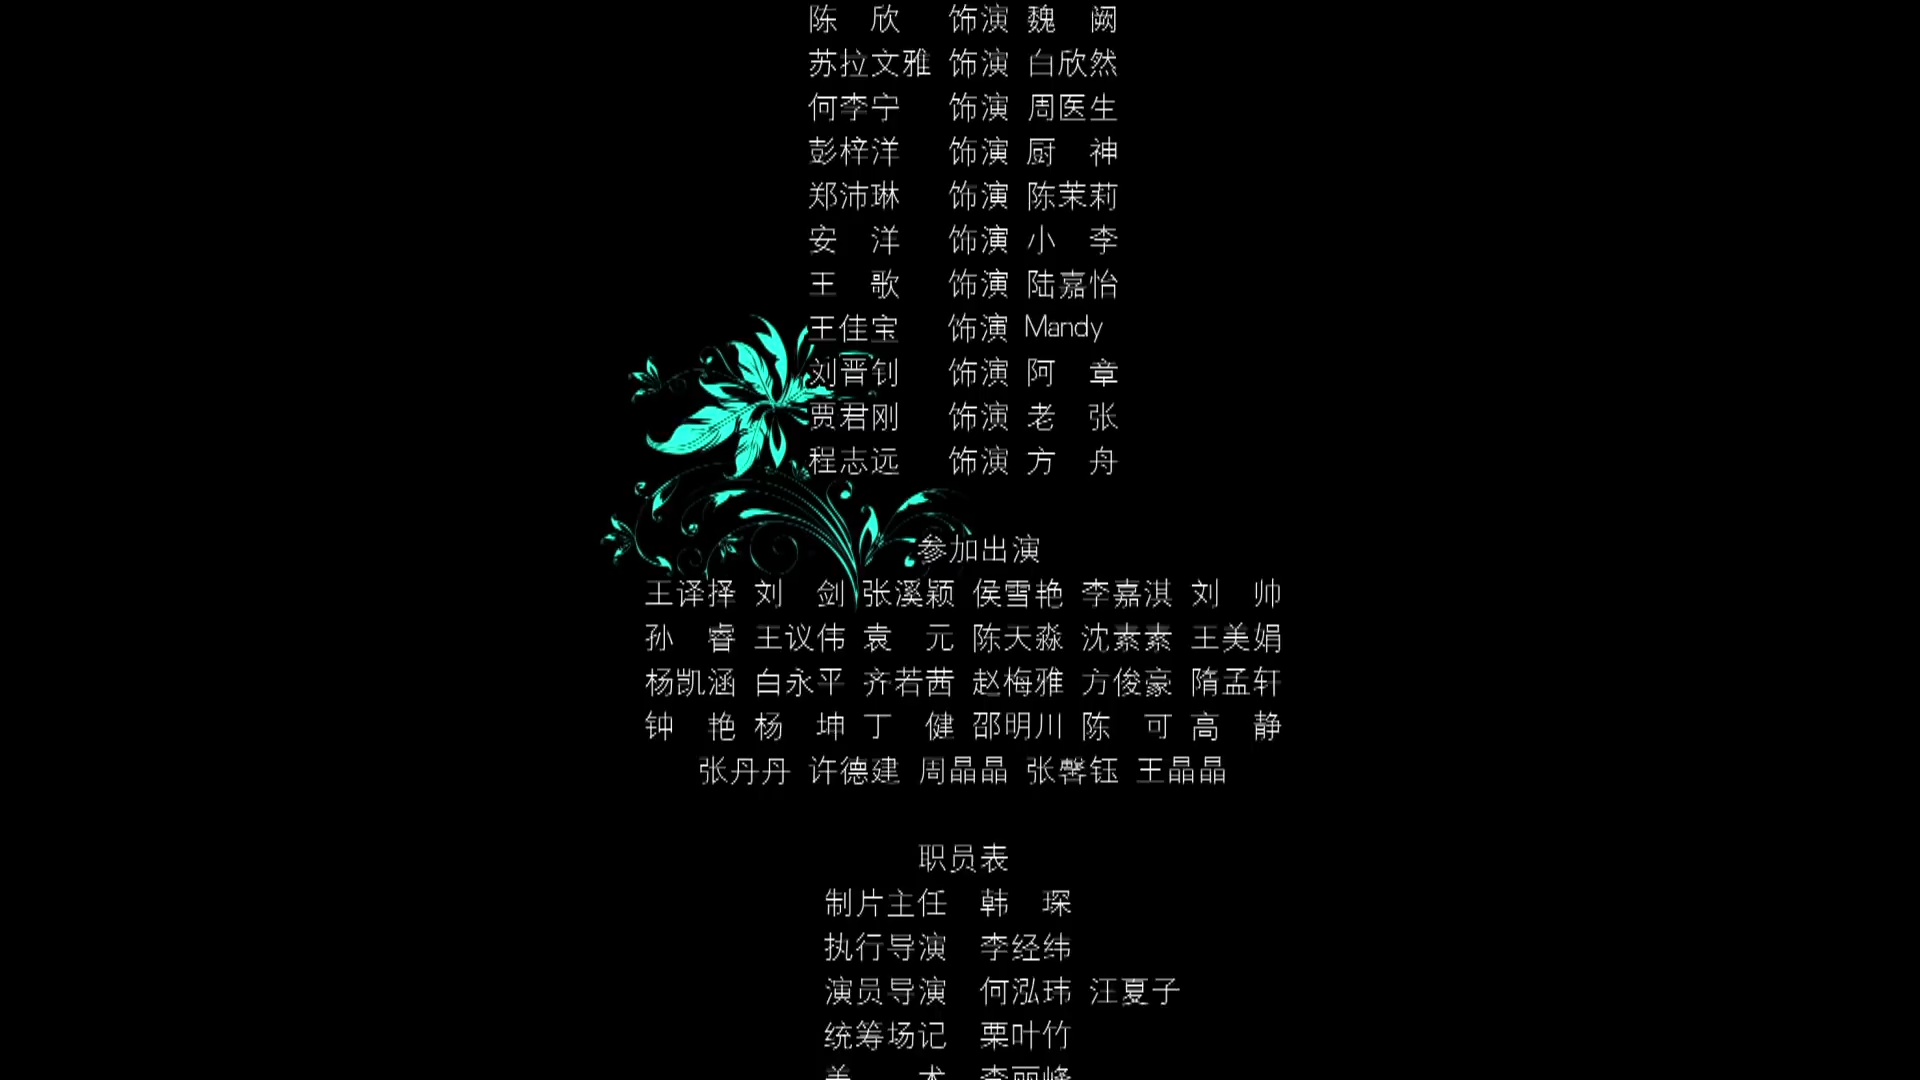 陈　欣　饰演 魏　阙
苏拉文雅 饰演 白欣然
何李宁　饰演 周医生
彭梓洋　饰演 厨　神
郑沛琳　饰演 陈茉莉
安　洋　饰演 小　李
王　歌　饰演 陆嘉怡
王佳宝　饰演 Mandy
刘晋钊　饰演 阿　章
贾君刚　饰演 老　张
程志远　饰演 方　舟
参加出演
王译择 刘　剑 张溪颖 侯雪艳 李嘉淇 刘　帅
孙　睿 王议伟 袁　元 陈天淼 沈素素 王美娟
杨凯涵 白永平 齐若茜 赵梅雅 方俊豪 隋孟轩
钟　艳 杨　坤 丁　健 邵明川 陈　可 高　静
张丹丹 许德建 周晶晶 张馨钰 王晶晶
职员表
制片主任　韩　琛
执行导演　李经纬
演员导演　何泓玮 汪夏子
统筹场记　栗叶竹
美　　术　李丽峰